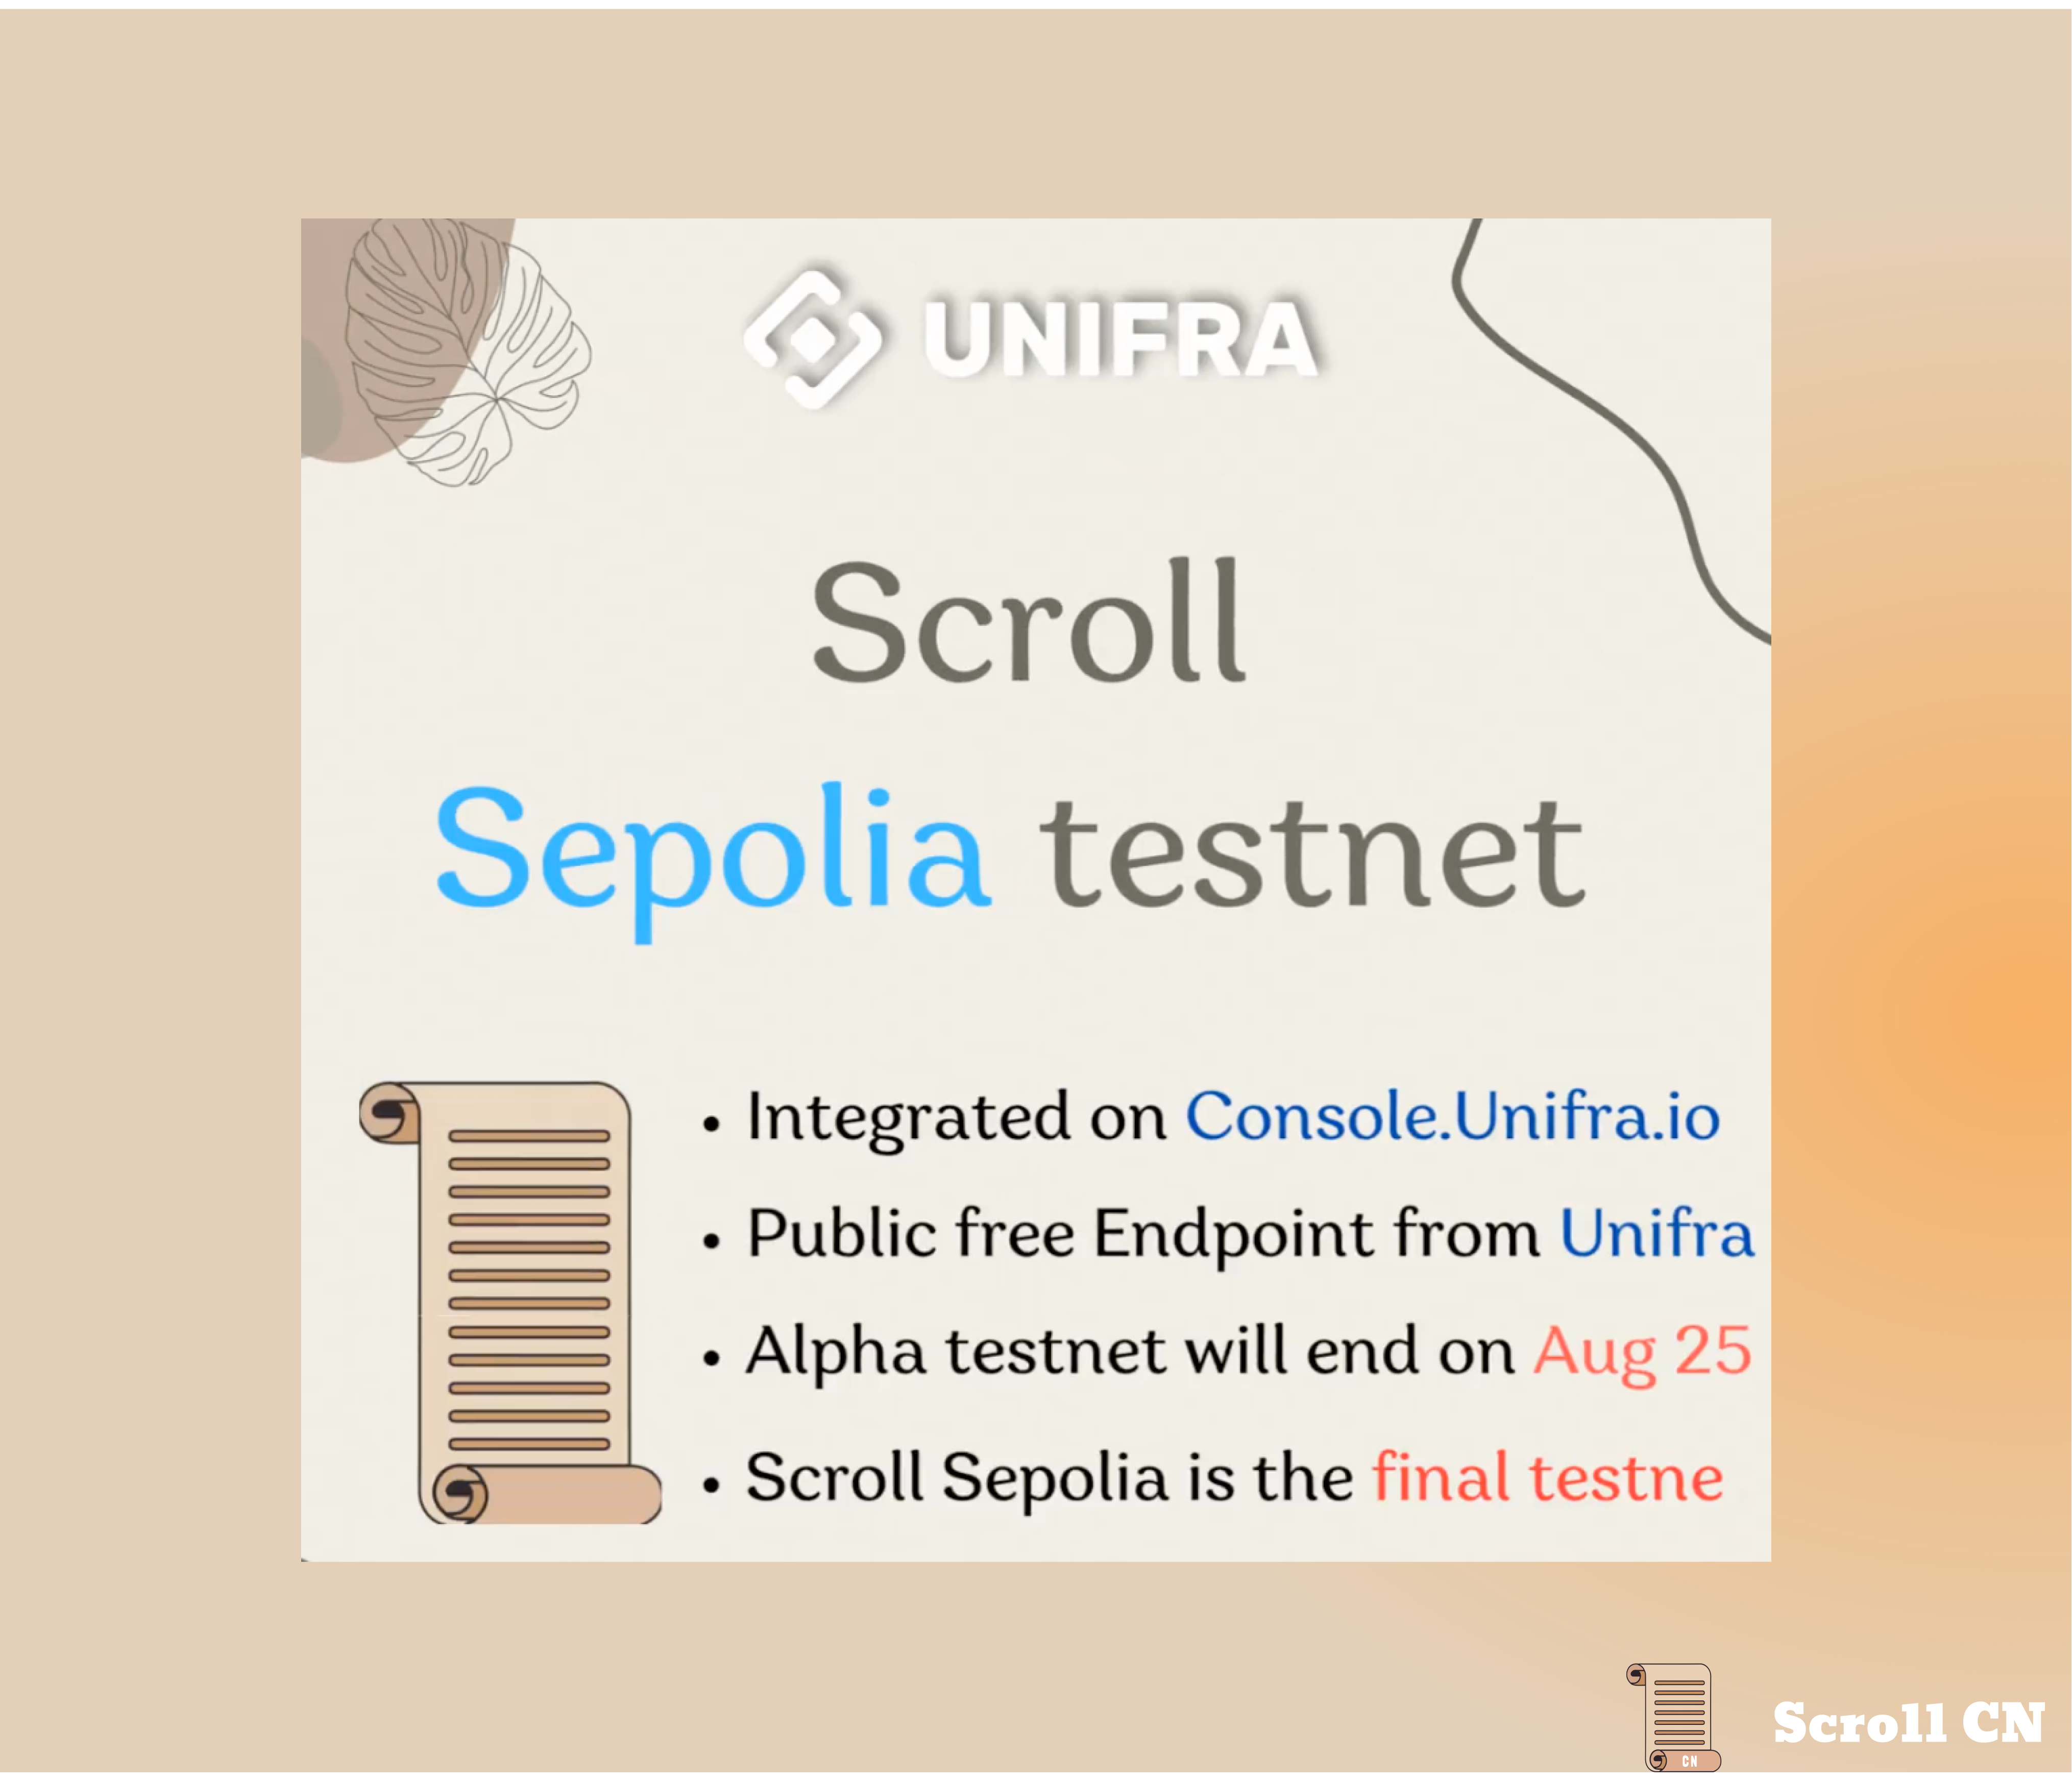 UNIFRA
Scroll
Sepolia testnet
• Integrated on Console.Unifra.io
• Public free Endpoint from Unifra
• Alpha testnet will end on Aug 25
• Scroll Sepolia is the final testne
CN
Scroll CN